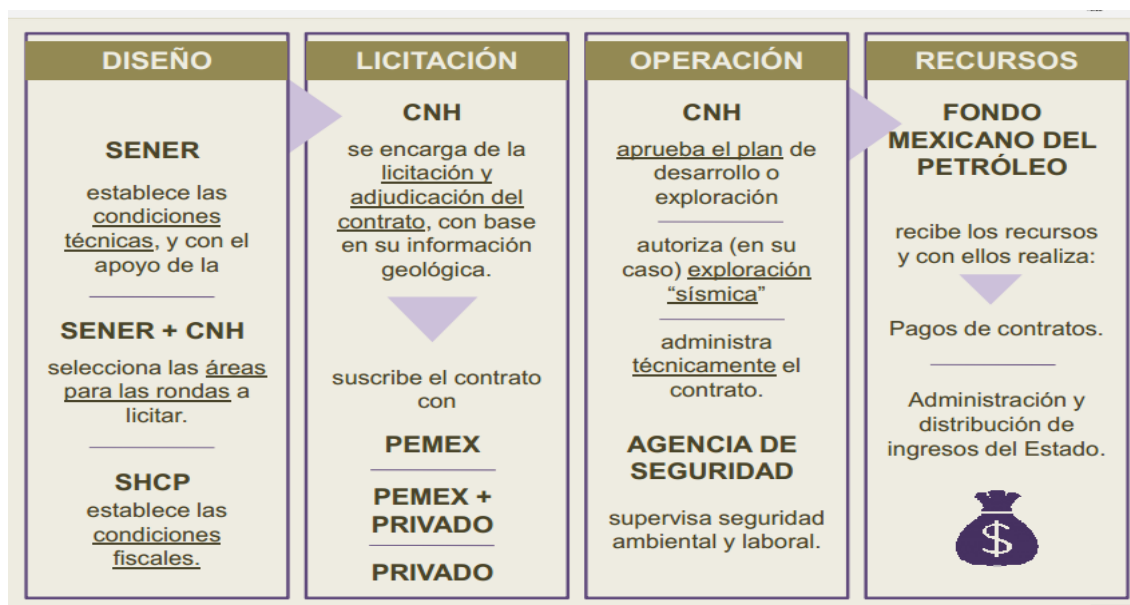 DISEÑO
SENER
establece las
condiciones
técnicas, y con el
apoyo de la
SENER + CNH
selecciona las áreas
para las rondas a
licitar.
SHCP
establece las
condiciones
fiscales.
LICITACIÓN
CNH
se encarga de la
licitación y
adjudicación del
contrato, con base
en su información
geológica.
suscribe el contrato
con
PEMEX
PEMEX +
PRIVADO
PRIVADO
OPERACIÓN
CNH
aprueba el plan de
desarrollo o
exploración
autoriza (en su
caso) exploración
“sísmica”
administra
técnicamente el
contrato.
AGENCIA DE
SEGURIDAD
supervisa seguridad
ambiental y laboral.
RECURSOS
FONDO
MEXICANO DEL
PETRÓLEO
recibe los recursos
y con ellos realiza:
Pagos de contratos.
Administración y
distribución de
ingresos del Estado.
$